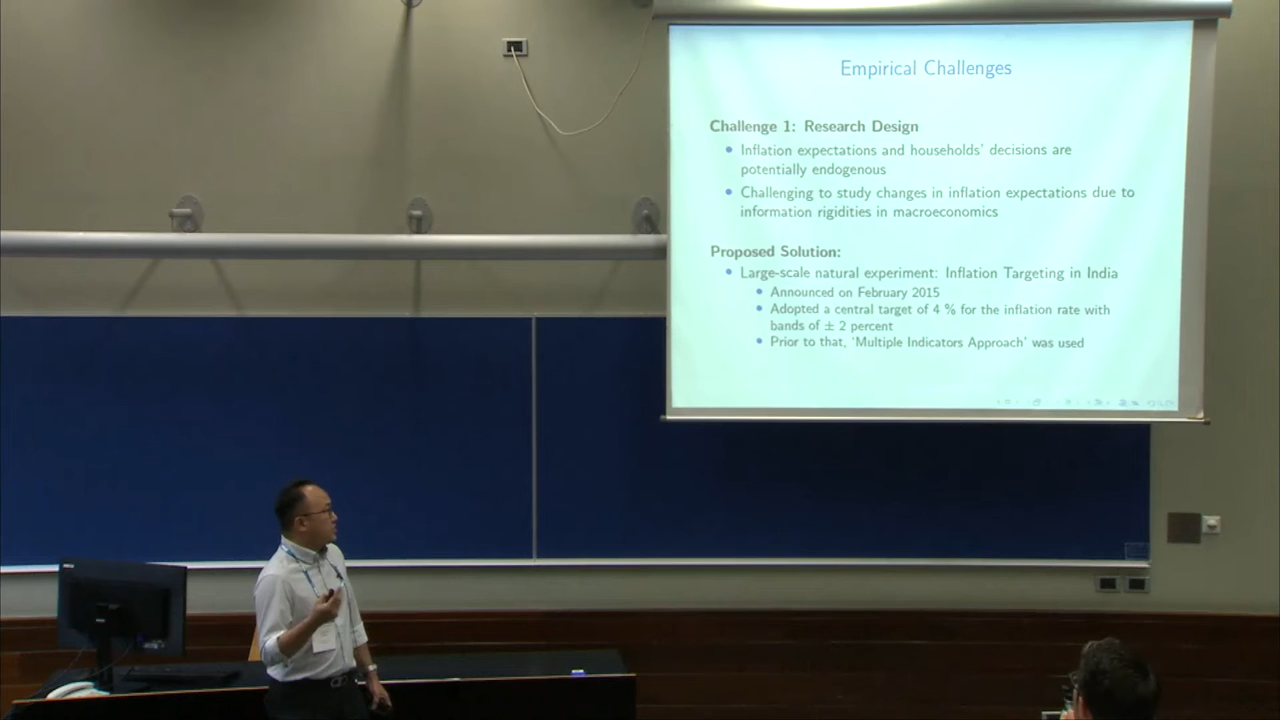 Empirical Challenges
Challenge 1: Research Design
Inflation expectations and households' decisions are
potentially endogenous
Challenging to study changes in inflation expectations due to
information rigidities in macroeconomics
Proposed Solution:
Large-scale natural experiment: Inflation Targeting in India
Announced on February 2015
Adopted a central target of 4 % for the inflation rate with
bands of ± 2 percent
Prior to that, 'Multiple Indicators Approach' was used